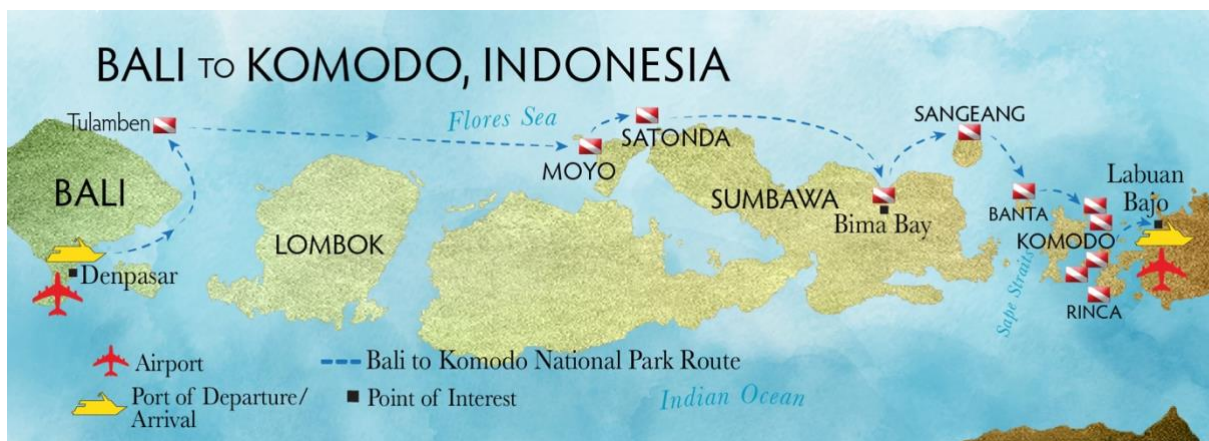 BALI TO KOMODO, INDONESIA
Tulamben
Flores Sea
SATONDA
SANGEANG
MOYO
BALI
SUMBAWA
Bima Bay
BANTA
Labuan
Bajo
LOMBOK
KOMODO
Denpasar
Sape Straits
RINCA
Airport
Bali to Komodo National Park Route
Port of Departure/
Arrival
Point of Interest
Indian Ocean